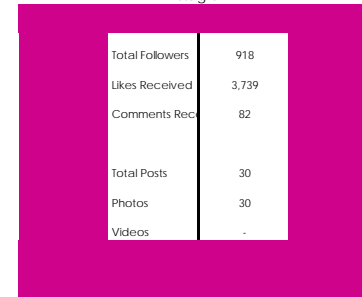 Total Followers 918
Likes Received 3,739
Comments Rec 82
Total Posts 30
Photos 30
Videos -